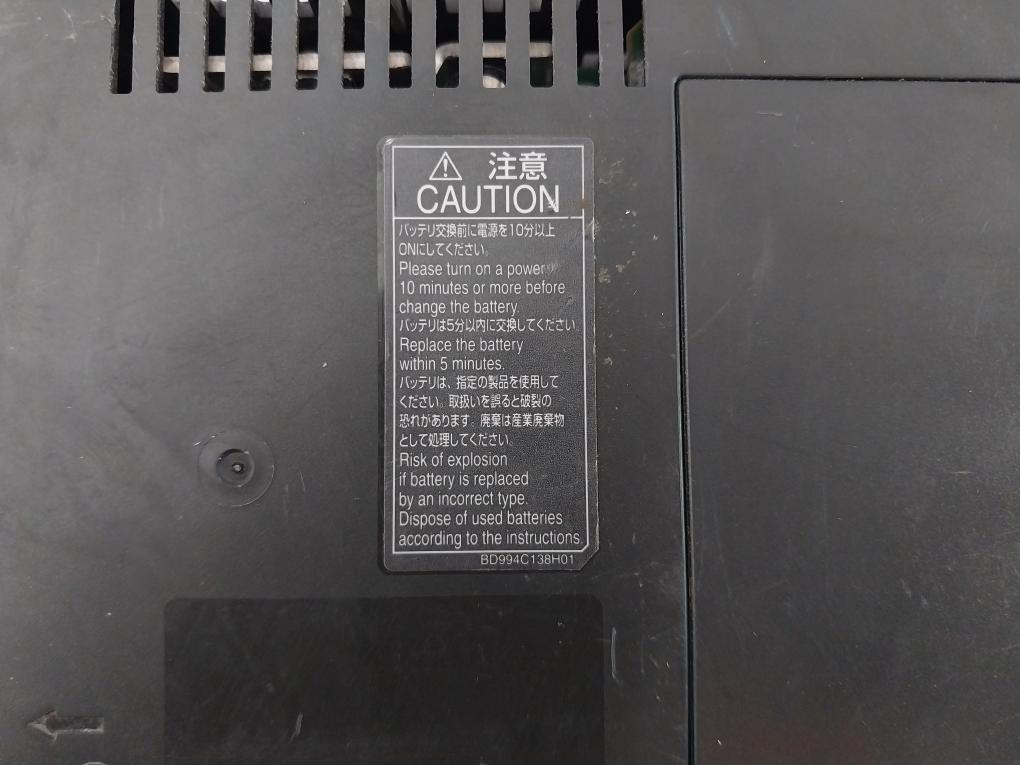 注意
CAUTION
バッテリ交換前に電源を10分以上
ONにしてください。
Please turn on a power
10 minutes or more before
change the battery.
バッテリは5分以内に交換してください。
Replace the battery
within 5 minutes.
バッテリは、指定の製品を使用して
ください。取扱いを誤ると破裂の
恐れがあります。廃棄は産業廃棄物
として処理してください。
Risk of explosion
if battery is replaced
by an incorrect type.
Dispose of used batteries
according to the instructions.
BD994C138H01